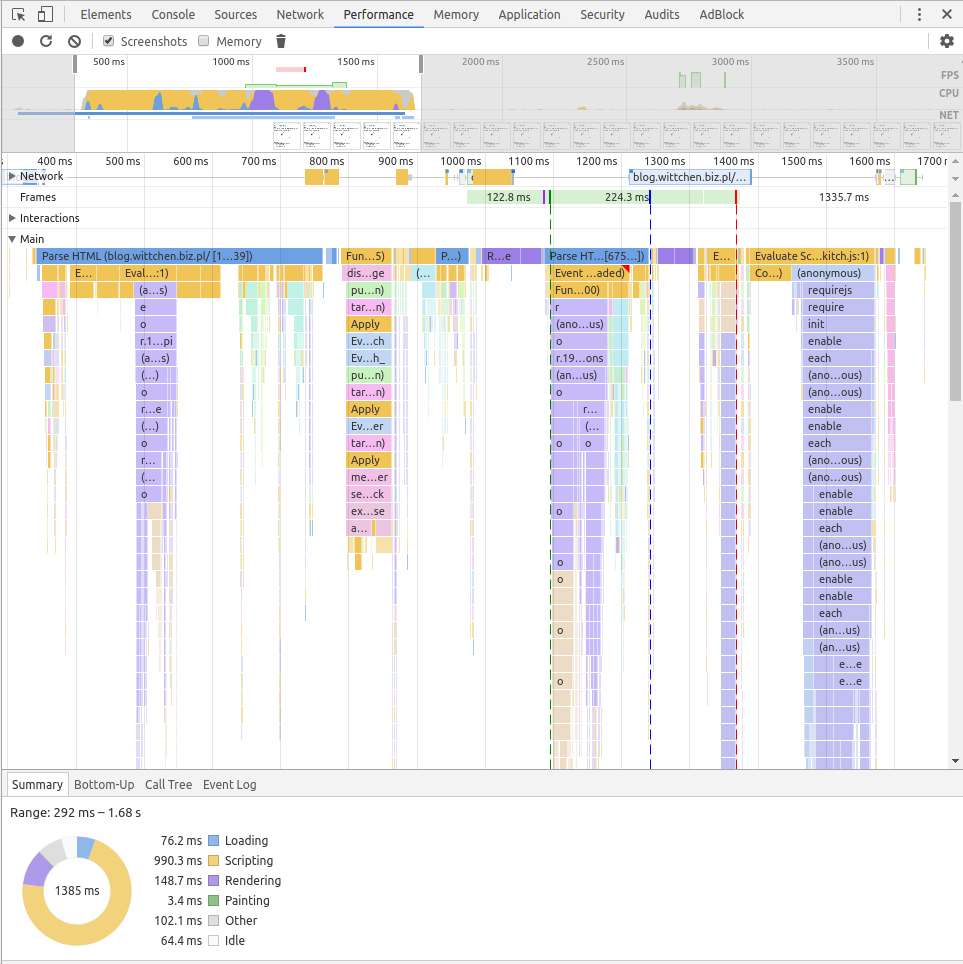 Elements Console Sources Network Performance Memory Application Security Audits AdBlock
Screenshots Memory
500 ms 1000 ms 1500 ms 2000 ms 2500 ms 3000 ms 3500 ms
FPS
CPU
NET
400 ms 500 ms 600 ms 700 ms 800 ms 900 ms 1000 ms 1100 ms 1200 ms 1300 ms 1400 ms 1500 ms 1600 ms 1700 r
Network blog.wittchen.biz.pl/... ...
Frames 122.8 ms 224.3 ms 1335.7 ms
Interactions
Main
Parse HTML (blog.wittchen.biz.pl/ [1...39]) Fun...5) P...) R...e Parse HT...[675...]) E... Evaluate Sc...kitch.js:1)
E... Eval...:1) dis...ge (... Event ...aded) Co...) (anonymous)
(a...s) pu...n) Fun...00) requirejs
e tar...n) r require
o Apply (ano...us) init
r.1...pi Ev...ch o enable
(a...s) Ev...h_ r.19...ons each
(...) pu...n) (an...us) (ano...ous)
o tar...n) o (ano...ous)
r...e Apply r... enable
(...) Ev...er (... enable
o tar...n) o o each
r... Apply (ano...ous)
(... me...er (ano...ous)
o se...ck enable
ex...se o enable
a... each
(ano...us)
o (ano...us)
o enable
enable
each
o (an...us)
(an...us)
e...e
o e...e
Summary Bottom-Up Call Tree Event Log
Range: 292 ms – 1.68 s
1385 ms
76.2 ms Loading
990.3 ms Scripting
148.7 ms Rendering
3.4 ms Painting
102.1 ms Other
64.4 ms Idle